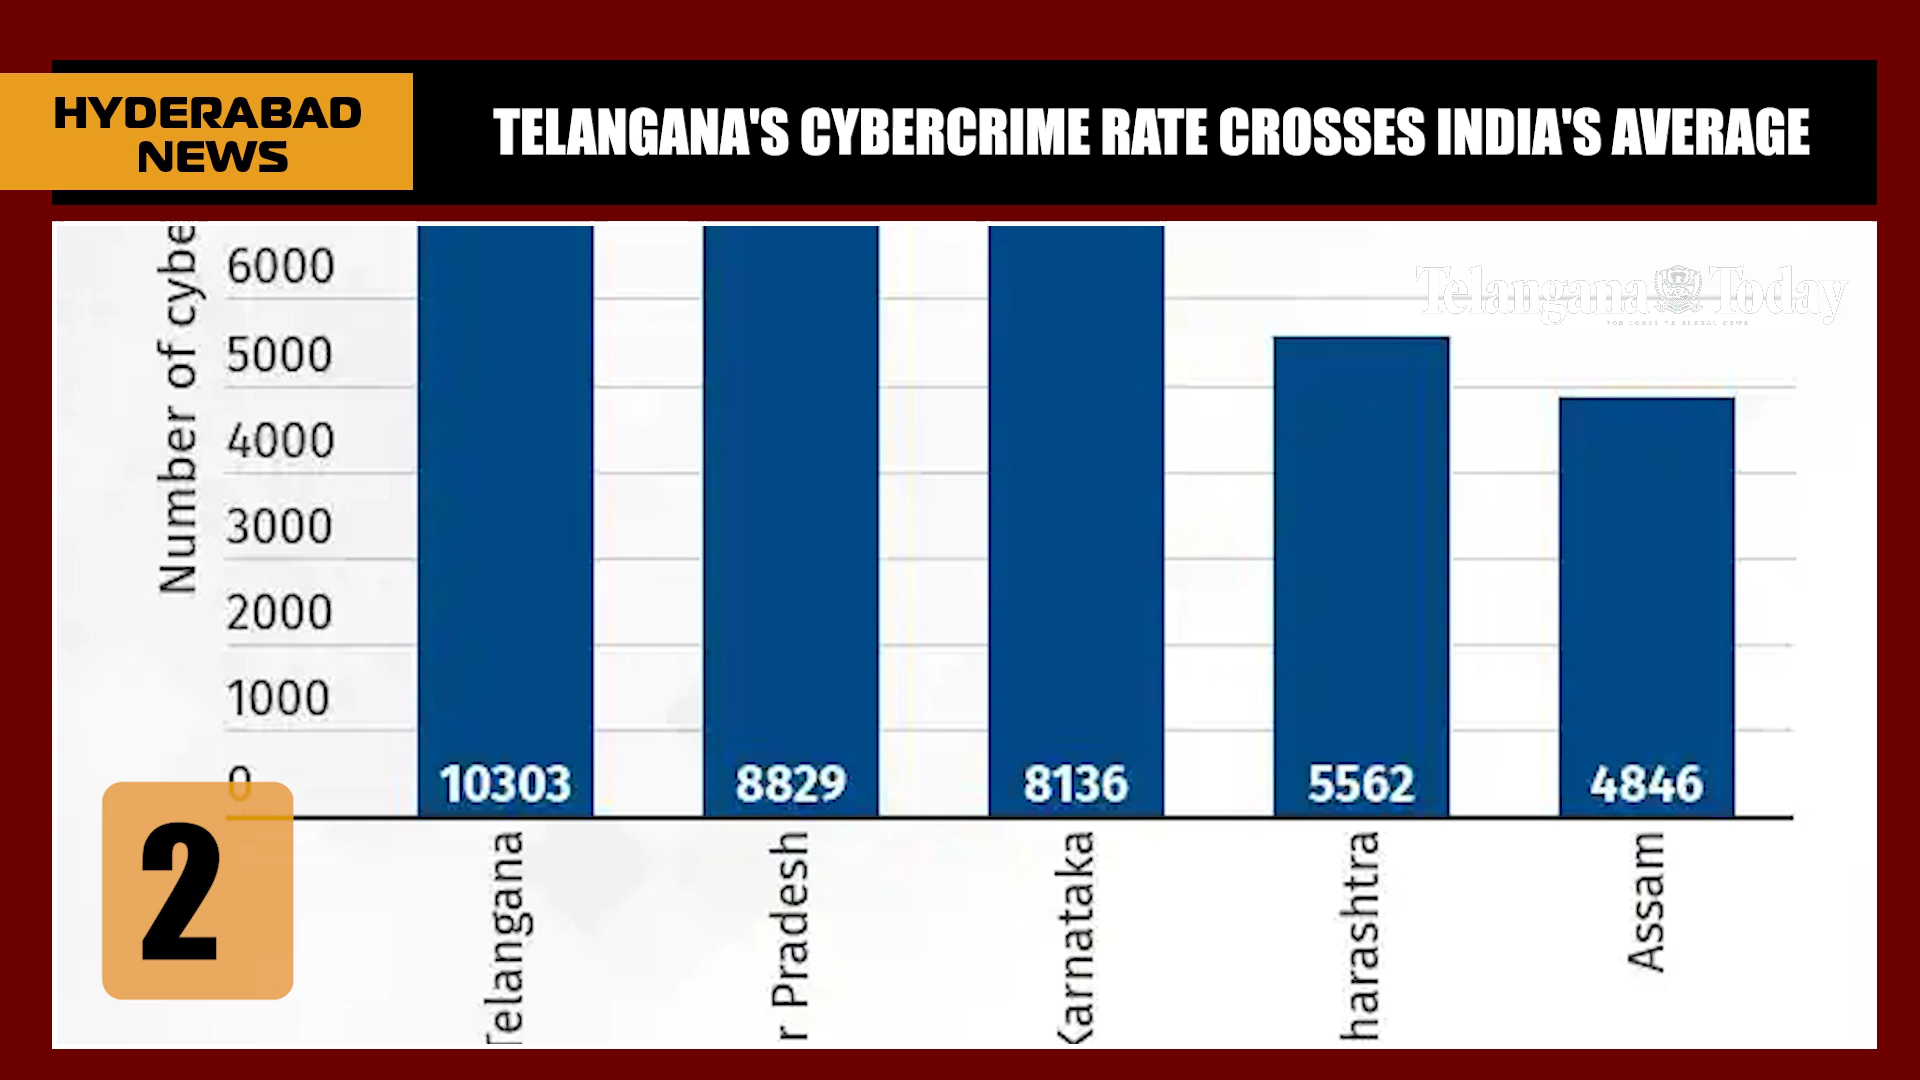 HYDERABAD
NEWS
TELANGANA'S CYBERCRIME RATE CROSSES INDIA'S AVERAGE
Telangana Today
Number of cybe
6000
5000
4000
3000
2000
1000
0
10303
8829
8136
5562
4846
Telangana
r Pradesh
Karnataka
harashtra
Assam
2